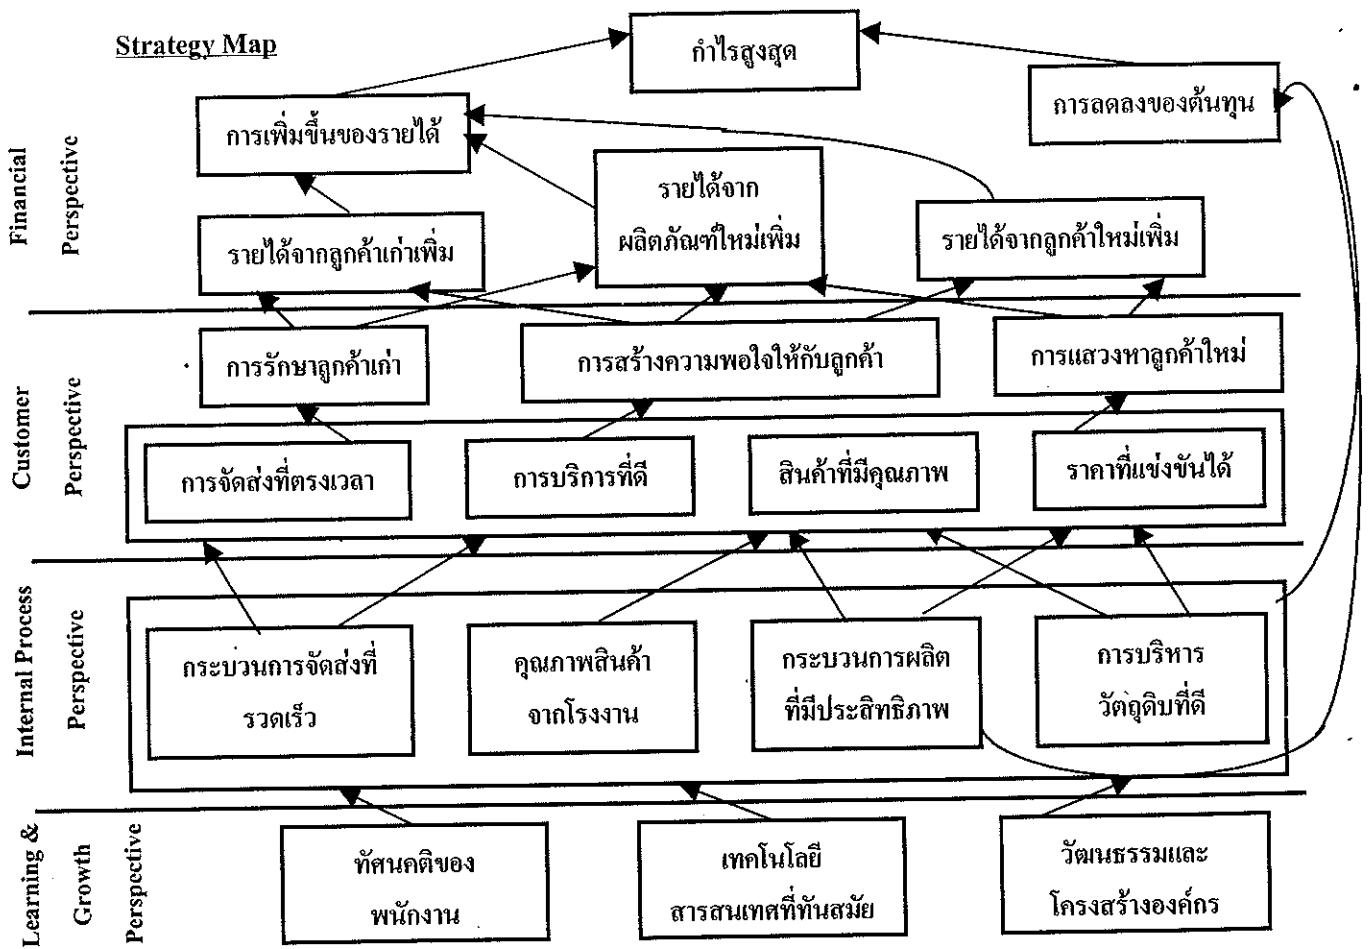 Strategy Map
กำไรสูงสุด
การลดลงของต้นทุน
การเพิ่มขึ้นของรายได้
Financial
Perspective
รายได้จาก
ผลิตภัณฑ์ใหม่เพิ่ม
รายได้จากลูกค้าเก่าเพิ่ม
รายได้จากลูกค้าใหม่เพิ่ม
Customer
Perspective
การรักษาลูกค้าเก่า
การสร้างความพอใจให้กับลูกค้า
การแสวงหาลูกค้าใหม่
การจัดส่งที่ตรงเวลา
การบริการที่ดี
สินค้าที่มีคุณภาพ
ราคาที่แข่งขันได้
Internal Process
Perspective
กระบวนการจัดส่งที่
รวดเร็ว
คุณภาพสินค้า
จากโรงงาน
กระบวนการผลิต
ที่มีประสิทธิภาพ
การบริหาร
วัตถุดิบที่ดี
Learning &
Growth
Perspective
ทัศนคติของ
พนักงาน
เทคโนโลยี
สารสนเทศที่ทันสมัย
วัฒนธรรมและ
โครงสร้างองค์กร